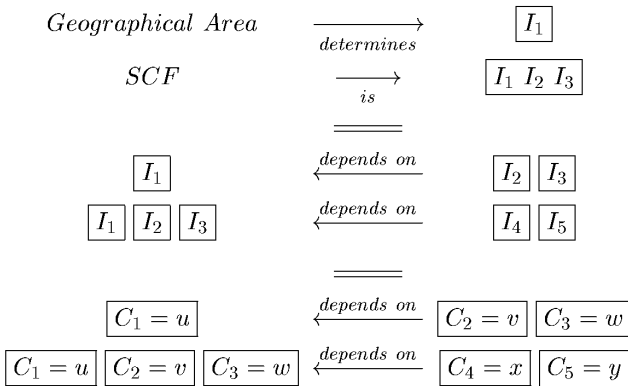 Geographical Area determines I₁
SCF is I₁ I₂ I₃
I₁ depends on I₂ I₃
I₁ I₂ I₃ depends on I₄ I₅
C₁ = u depends on C₂ = v C₃ = w
C₁ = u C₂ = v C₃ = w depends on C₄ = x C₅ = y